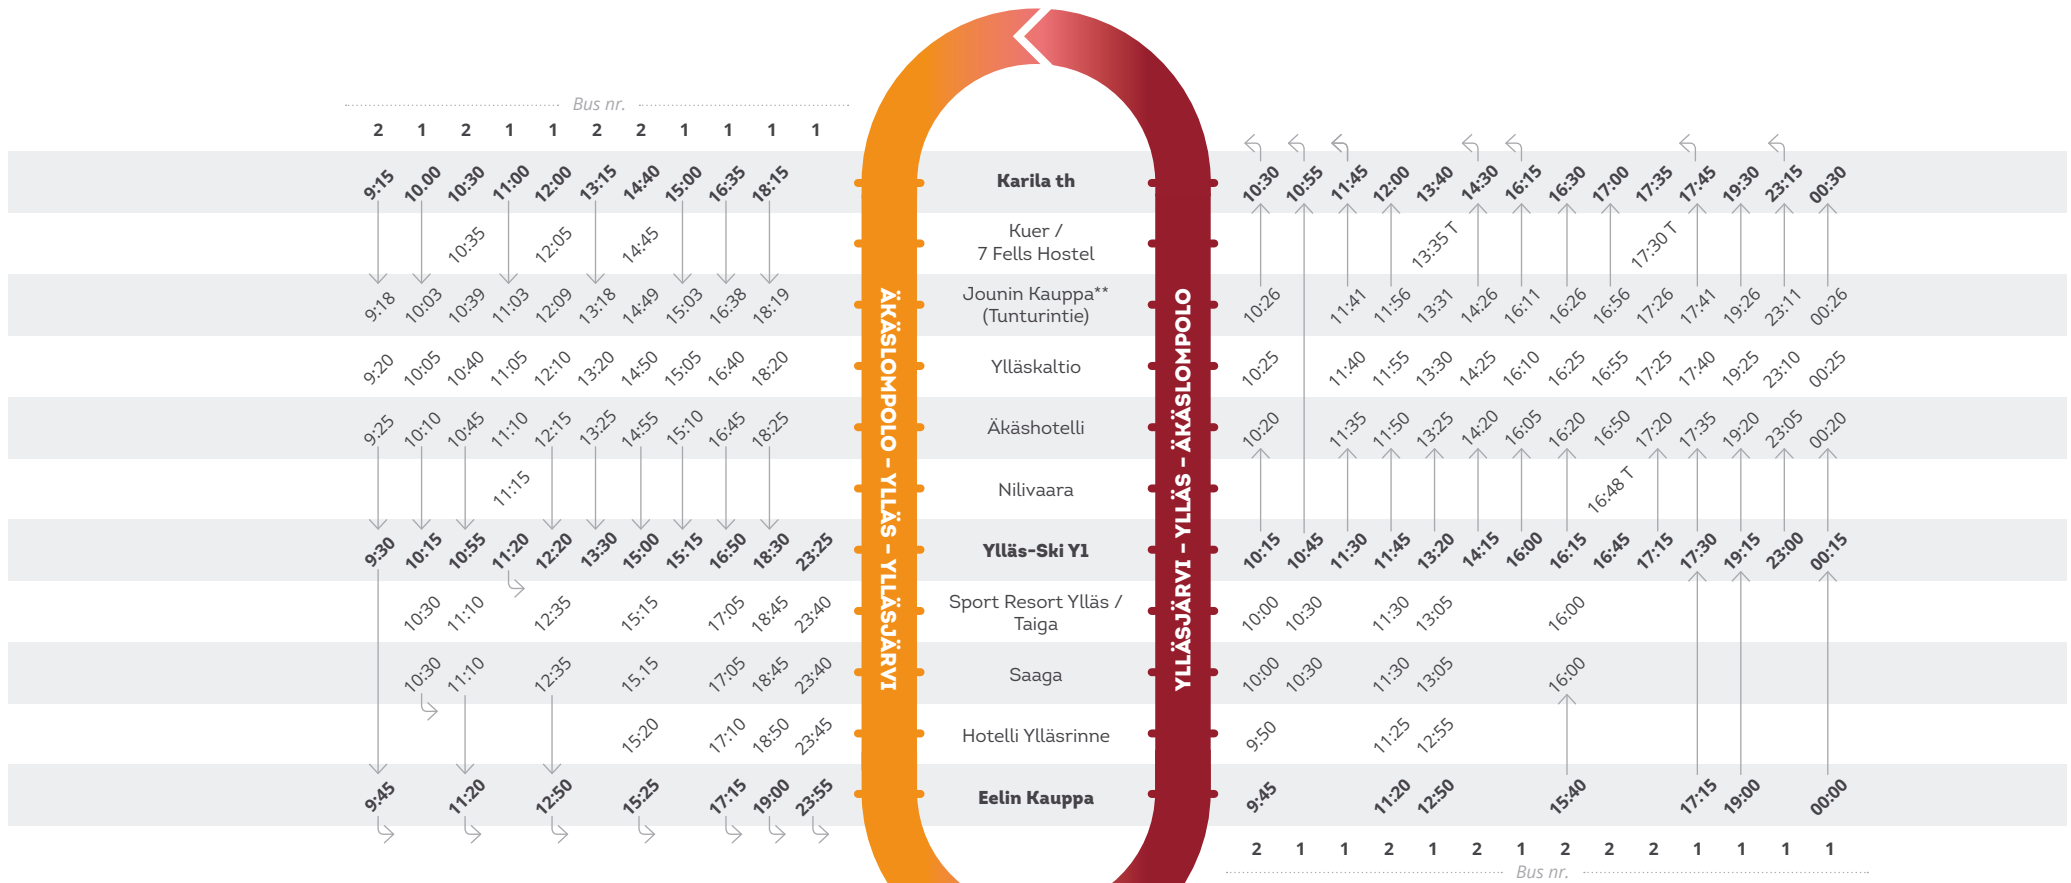 Bus nr.
2 1 2 1 1 2 2 1 1 1 1
9:15 10.00 10:30 11:00 12:00 13:15 14:40 15:00 16:35 18:15 Karila th 10:30 10:55 11:45 12:00 13:40 14:30 16:15 16:30 17:00 17:35 17:45 19:30 23:15 00:30
10:35 12:05 14:45 Kuer / 13:35 T 17:30 T
7 Fells Hostel
9:18 10:03 10:39 11:03 12:09 13:18 14:49 15:03 16:38 18:19 Jounin Kauppa** 10:26 11:41 11:56 13:31 14:26 16:11 16:26 16:56 17:26 17:41 19:26 23:11 00:26
(Tunturintie)
9:20 10:05 10:40 11:05 12:10 13:20 14:50 15:05 16:40 18:20 Ylläskaltio 10:25 11:40 11:55 13:30 14:25 16:10 16:25 16:55 17:25 17:40 19:25 23:10 00:25
9:25 10:10 10:45 11:10 12:15 13:25 14:55 15:10 16:45 18:25 Äkäshotelli 10:20 11:35 11:50 13:25 14:20 16:05 16:20 16:50 17:20 17:35 19:20 23:05 00:20
11:15 Nilivaara 16:48 T
9:30 10:15 10:55 11:20 12:20 13:30 15:00 15:15 16:50 18:30 23:25 Ylläs-Ski Y1 10:15 10:45 11:30 11:45 13:20 14:15 16:00 16:15 16:45 17:15 17:30 19:15 23:00 00:15
10:30 11:10 12:35 15:15 17:05 18:45 23:40 Sport Resort Ylläs / 10:00 10:30 11:30 13:05 16:00
Taiga
10:30 11:10 12:35 15:15 17:05 18:45 23:40 Saaga 10:00 10:30 11:30 13:05 16:00
15:20 17:10 18:50 23:45 Hotelli Ylläsrinne 9:50 11:25 12:55
9:45 11:20 12:50 15:25 17:15 19:00 23:55 Eelin Kauppa 9:45 11:20 12:50 15:40 17:15 19:00 00:00
ÄKÄSLOMPOLO – YLLÄS – YLLÄSJÄRVI
YLLÄSJÄRVI – YLLÄS – ÄKÄSLOMPOLO
2 1 1 2 1 2 1 2 2 2 1 1 1 1
Bus nr.